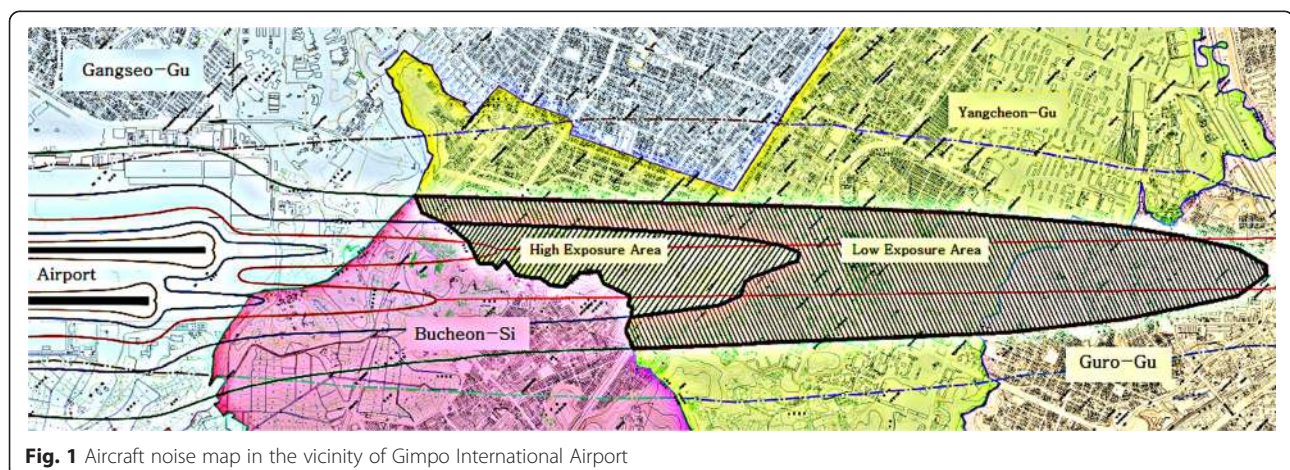 Gangseo-Gu
Yangcheon-Gu
High Exposure Area
Low Exposure Area
Airport
Bucheon-Si
Guro-Gu
Fig. 1 Aircraft noise map in the vicinity of Gimpo International Airport